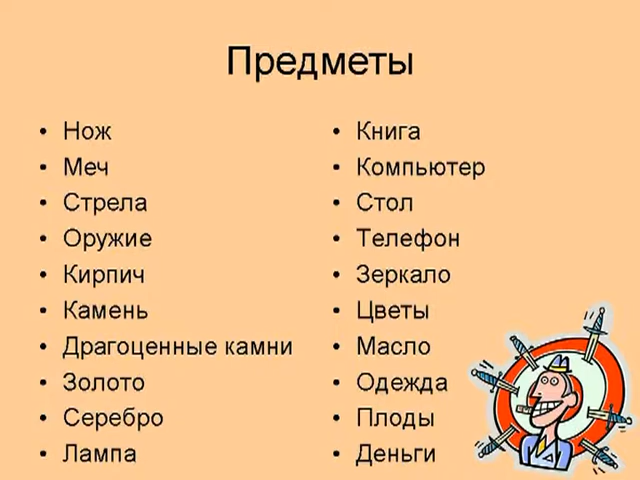 Предметы
• Нож
• Меч
• Стрела
• Оружие
• Кирпич
• Камень
• Драгоценные камни
• Золото
• Серебро
• Лампа
• Книга
• Компьютер
• Стол
• Телефон
• Зеркало
• Цветы
• Масло
• Одежда
• Плоды
• Деньги